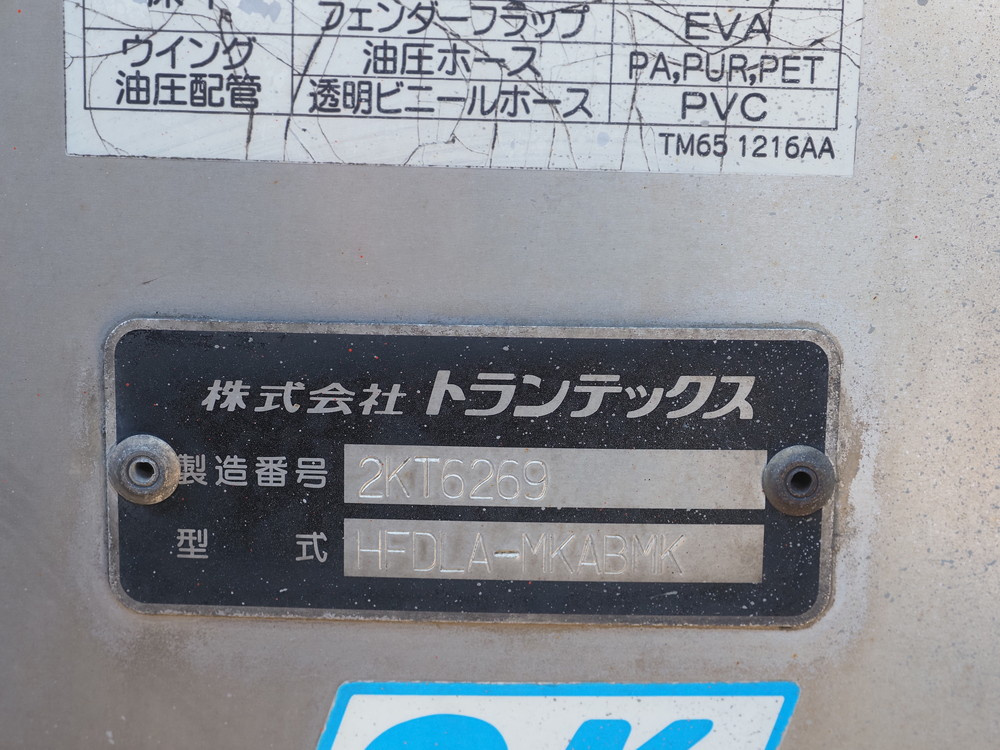 フェンダーフラップ EVA
ウイング 油圧ホース PA,PUR,PET
油圧配管 透明ビニールホース PVC
TM65 1216AA
株式会社 トランテックス
製造番号 2KT6269
型 式 HFDLA-MKABMK